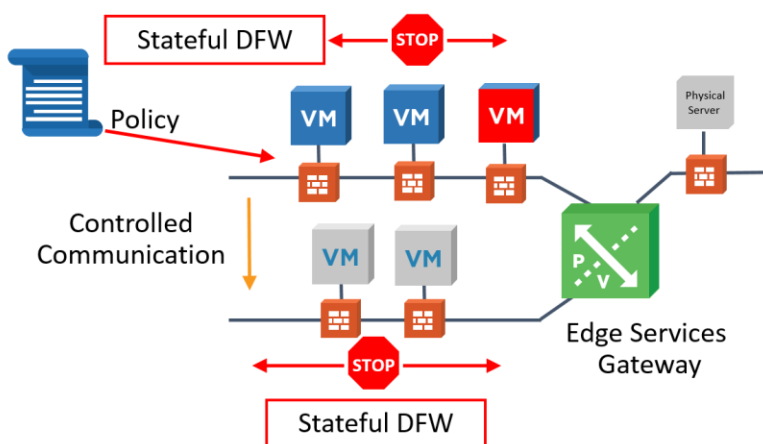 Stateful DFW
STOP
Policy
VM
VM
VM
Physical
Server
Controlled
Communication
VM
VM
P
V
Edge Services
Gateway
STOP
Stateful DFW